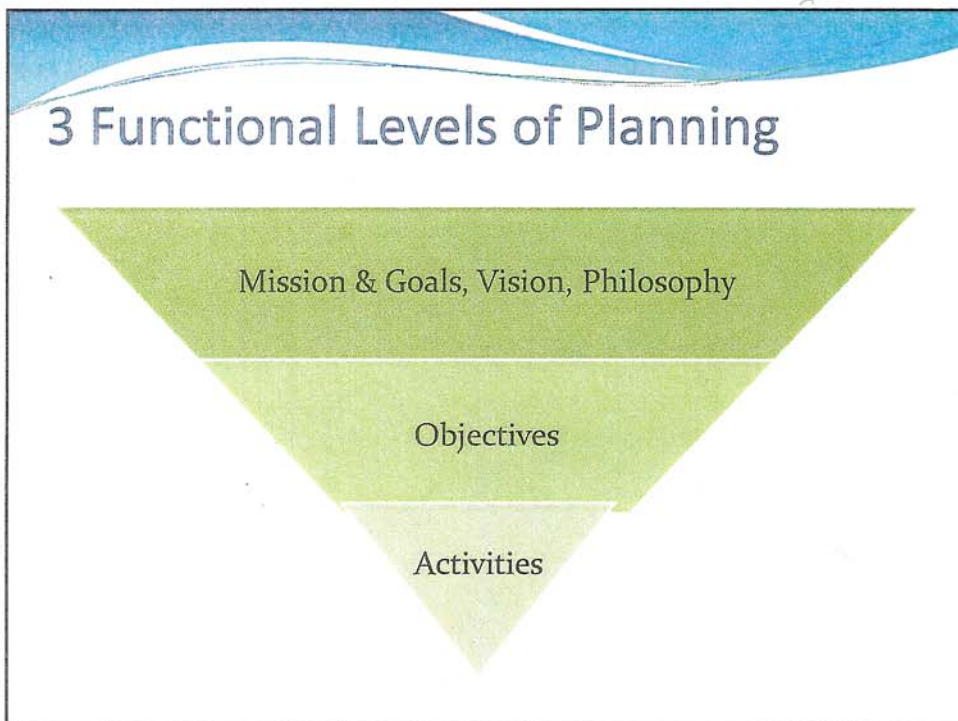 3 Functional Levels of Planning
Mission & Goals, Vision, Philosophy
Objectives
Activities